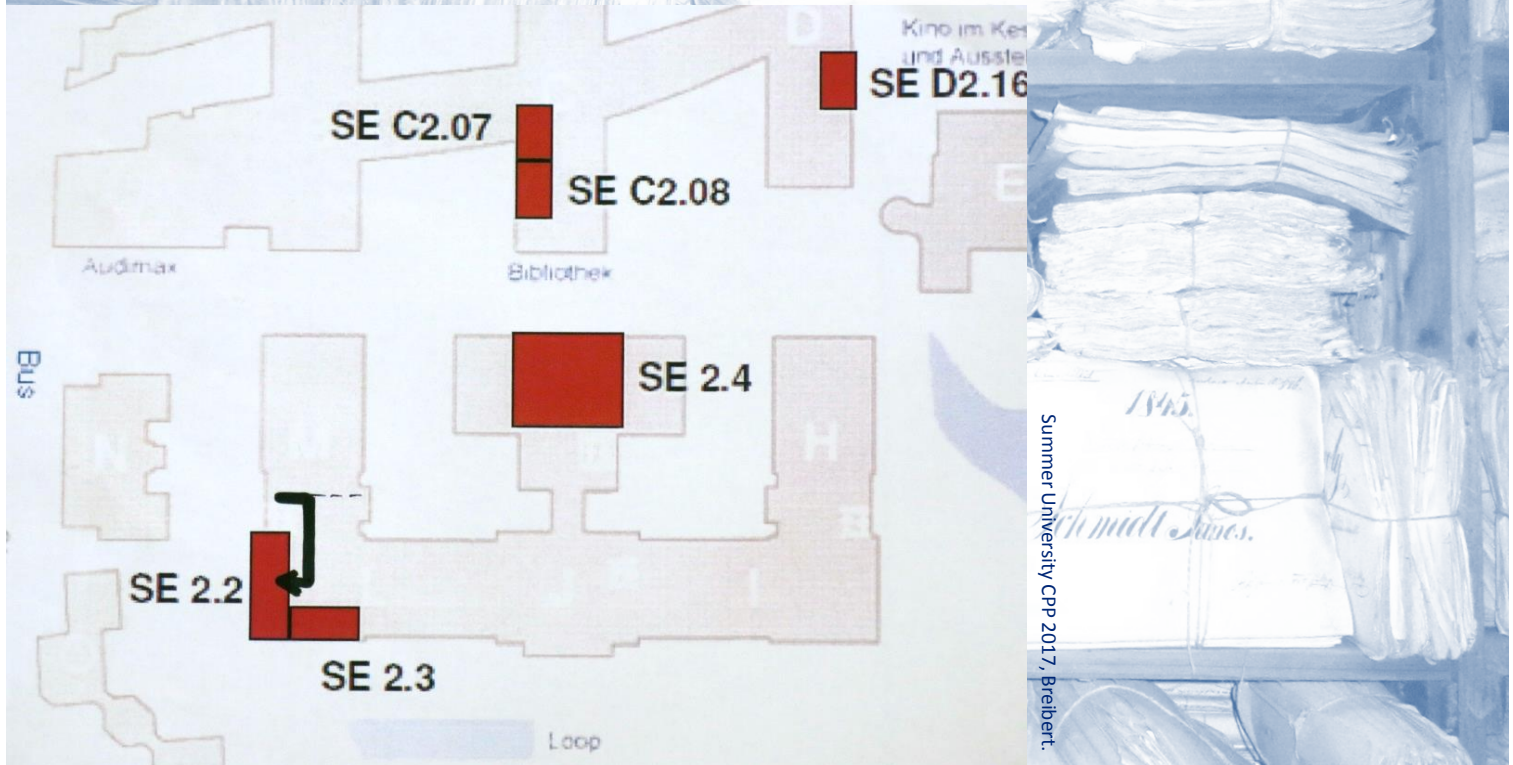 D
Kino im Ke
und Ausste
SE D2.16
SE C2.07
SE C2.08
E
Audimax
Bibliothek
Bus
SE 2.4
N
M
H
SE 2.2
I
SE 2.3
Loop
1845.
Schmidt
Summer University CPP 2017, Breibert.